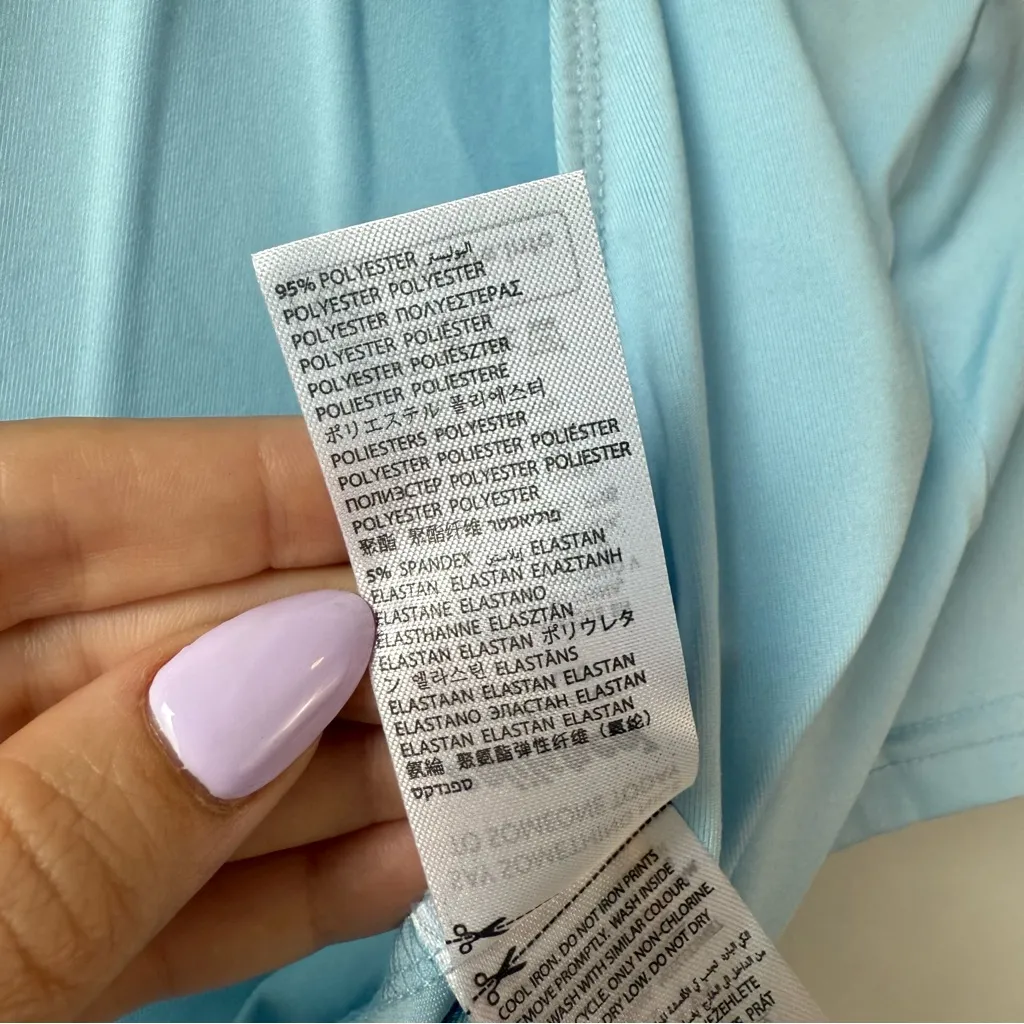 95% POLYESTER البوليستر
POLYESTER POLYESTER
POLYESTER ΠΟΛΥΕΣΤΕΡΑΣ
POLYESTER POLIÉSTER
POLYESTER POLIÉSZTER
POLIESTER POLIESTERE
ポリエステル 폴리에스터
POLIESTERS POLYESTER
POLYESTER POLYESTER POLIÉSTER
ПОЛИЭСТЕР POLYESTER POLIESTER
POLYESTER POLYESTER
聚酯 聚酯纤维 פוליאסטר
5% SPANDEX إيلاستين ELASTAN
ELASTAN ELASTAN ΕΛΑΣΤΑΝΗ
ELASTANE ELASTANO
ELASTHANNE ELASZTÁN
ELASTAN ELASTAN ポリウレタ
ン 엘라스틴 ELASTĀNS
ELASTAAN ELASTAN ELASTAN
ELASTANO ЭЛАСТАН ELASTAN
ELASTAN ELASTAN ELASTAN
氨綸 聚氨酯弹性纤维（氨纶）
ספנדקס
COOL IRON. DO NOT IRON PRINTS
REMOVE PROMPTLY. WASH INSIDE
WASH WITH SIMILAR COLOUR
CYCLE. ONLY NON-CHLORINE
DRY LOW. DO NOT DRY